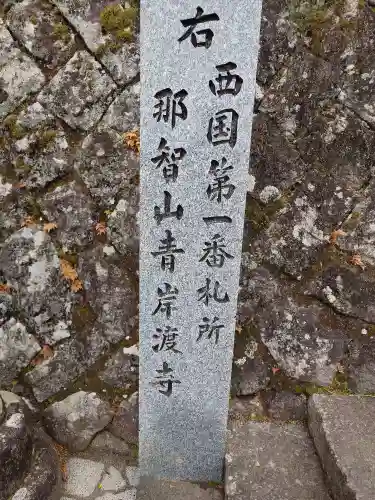 右
西国第一番札所
那智山青岸渡寺